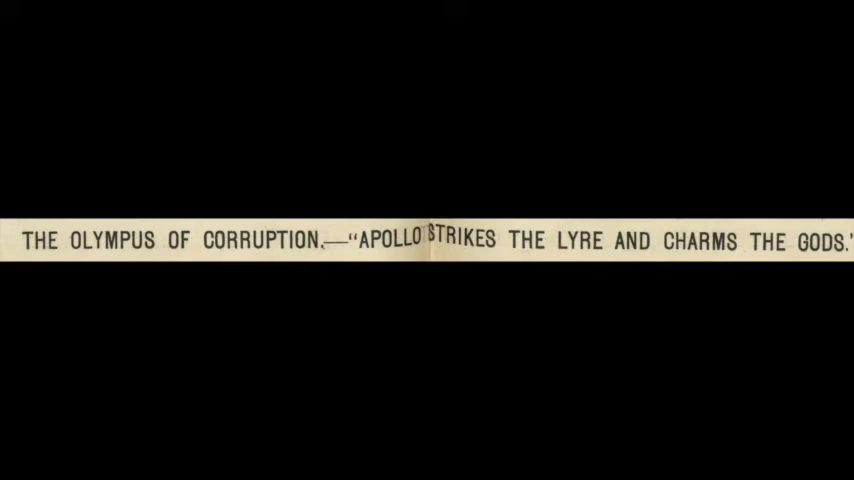 THE OLYMPUS OF CORRUPTION.—"APOLLO STRIKES THE LYRE AND CHARMS THE GODS."